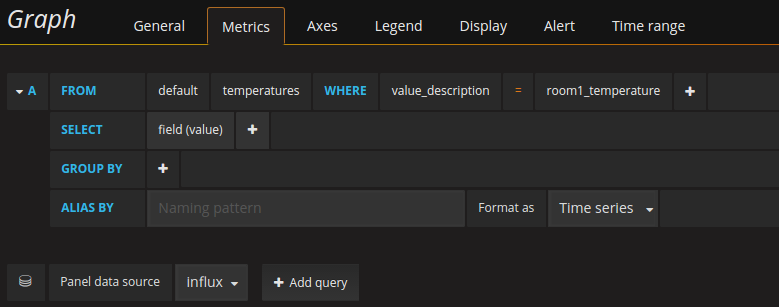 Graph General Metrics Axes Legend Display Alert Time range
A FROM default temperatures WHERE value_description = room1_temperature +
SELECT field (value) +
GROUP BY +
ALIAS BY Naming pattern Format as Time series
Panel data source influx + Add query